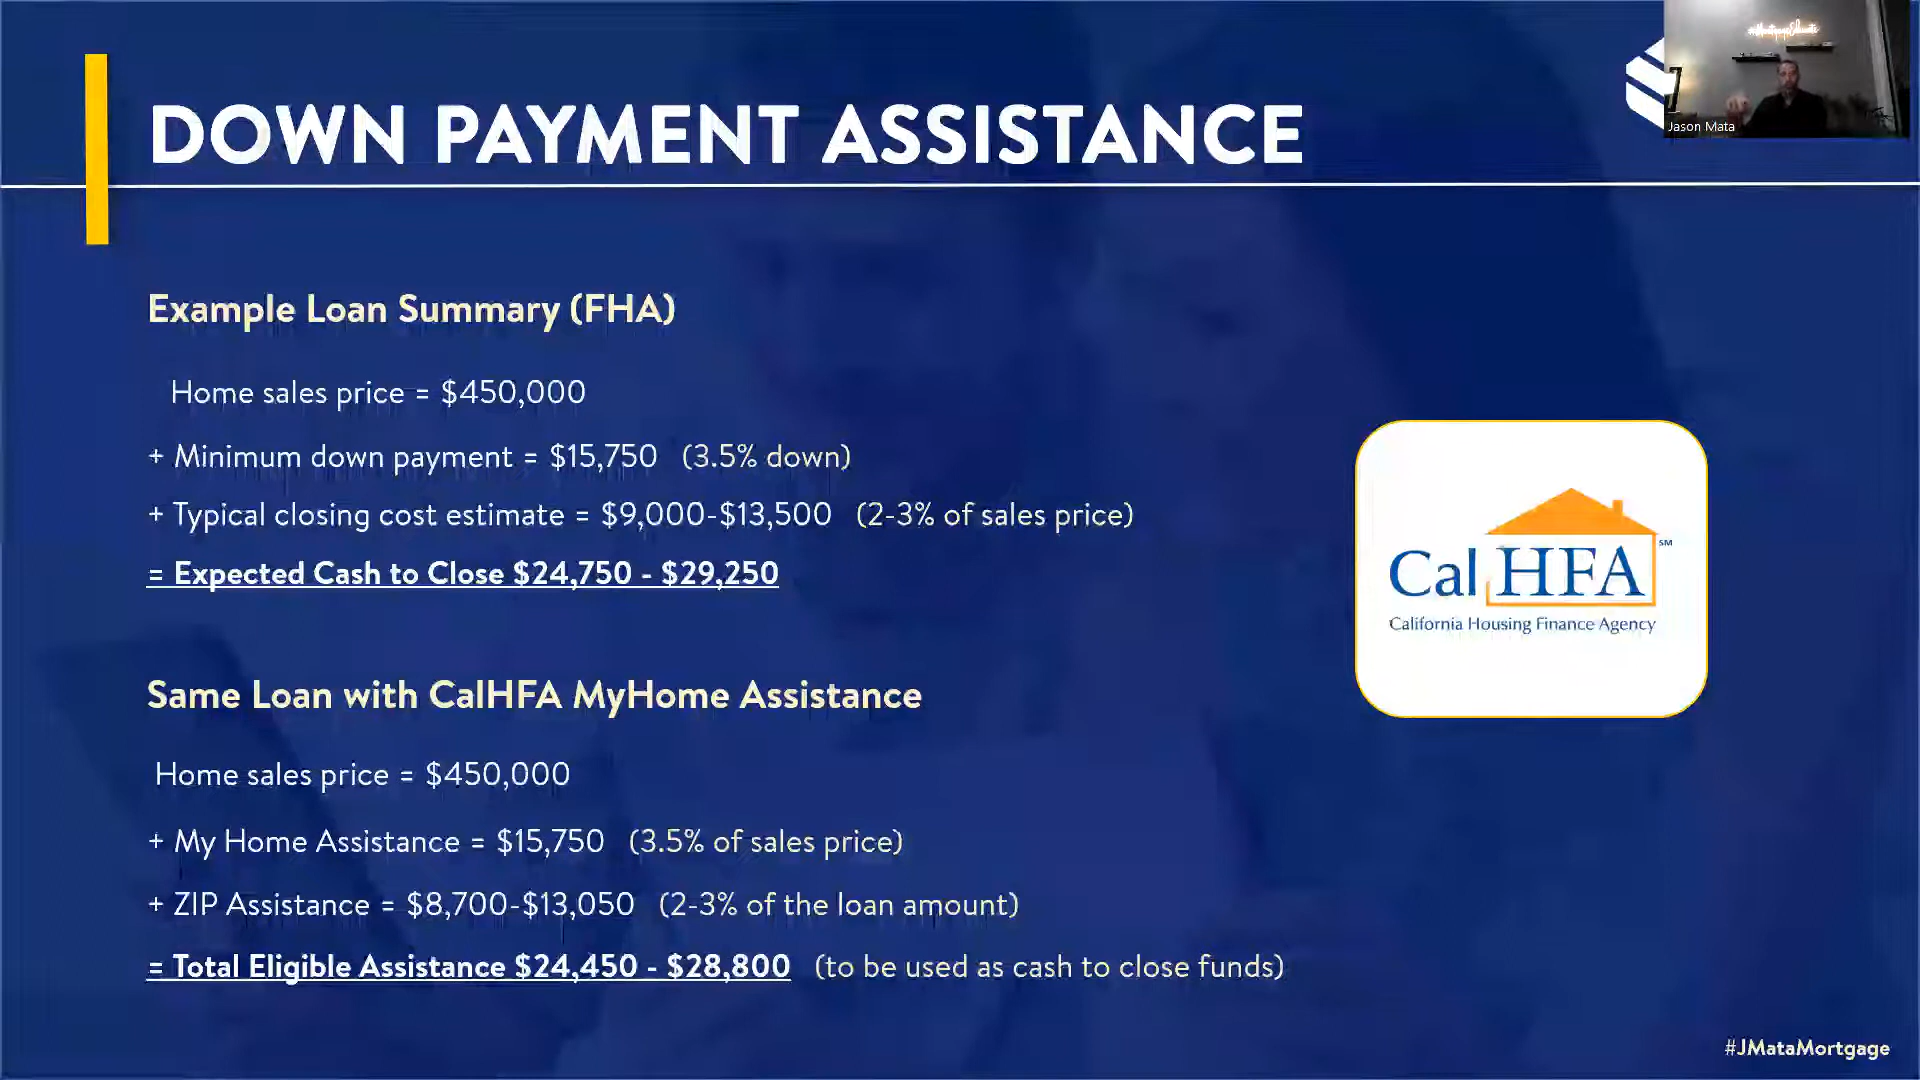 DOWN PAYMENT ASSISTANCE
#MortgageElevate
Jason Mata
Example Loan Summary (FHA)
Home sales price = $450,000
+ Minimum down payment = $15,750 (3.5% down)
+ Typical closing cost estimate = $9,000-$13,500 (2-3% of sales price)
= Expected Cash to Close $24,750 - $29,250
CalHFA SM
California Housing Finance Agency
Same Loan with CalHFA MyHome Assistance
Home sales price = $450,000
+ My Home Assistance = $15,750 (3.5% of sales price)
+ ZIP Assistance = $8,700-$13,050 (2-3% of the loan amount)
= Total Eligible Assistance $24,450 - $28,800 (to be used as cash to close funds)
#JMataMortgage